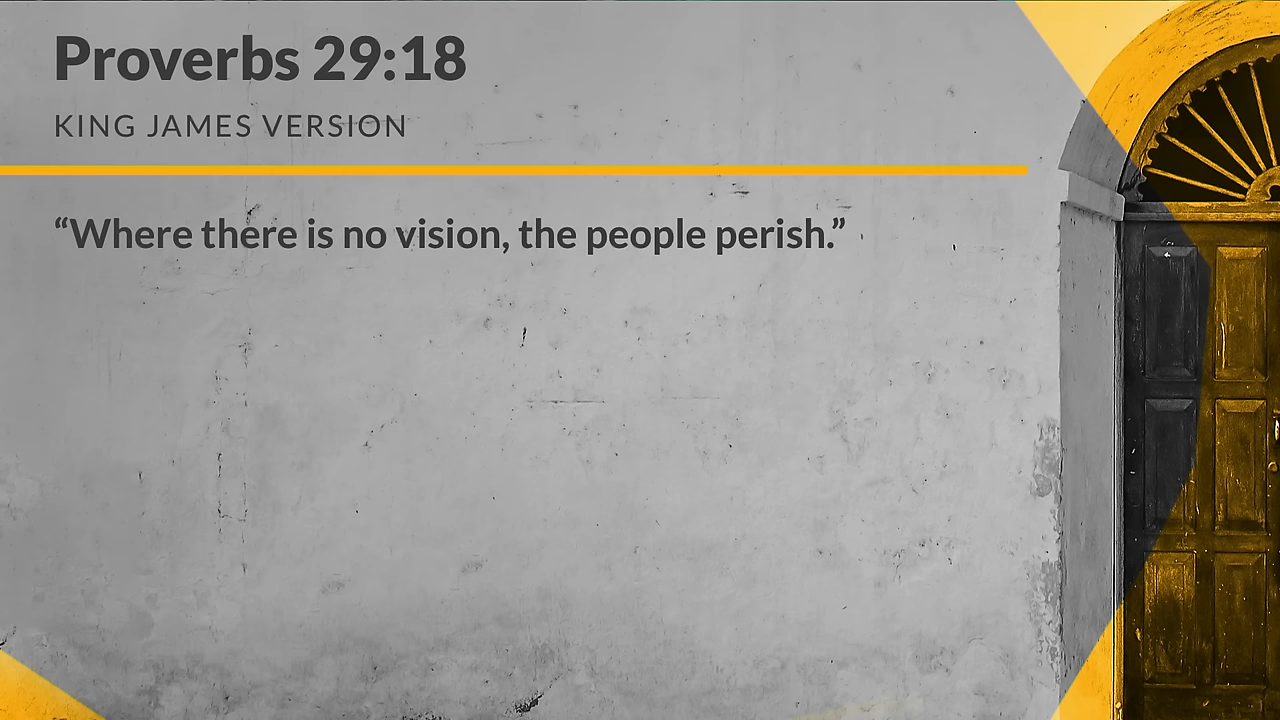 Proverbs 29:18
KING JAMES VERSION
“Where there is no vision, the people perish.”